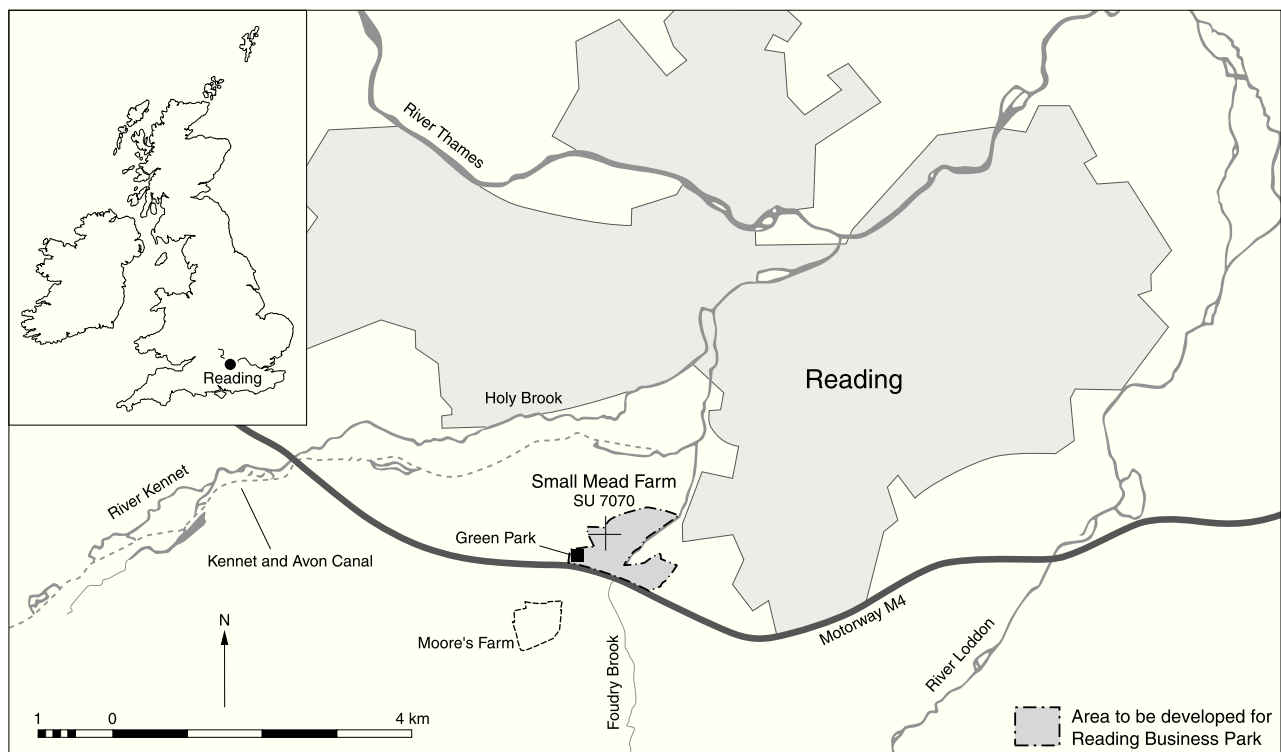 Reading
River Thames
Reading
Holy Brook
River Kennet
Small Mead Farm
SU 7070
Green Park
Kennet and Avon Canal
N
Moore's Farm
Foudry Brook
Motorway M4
River Loddon
1 0 4 km
Area to be developed for
Reading Business Park